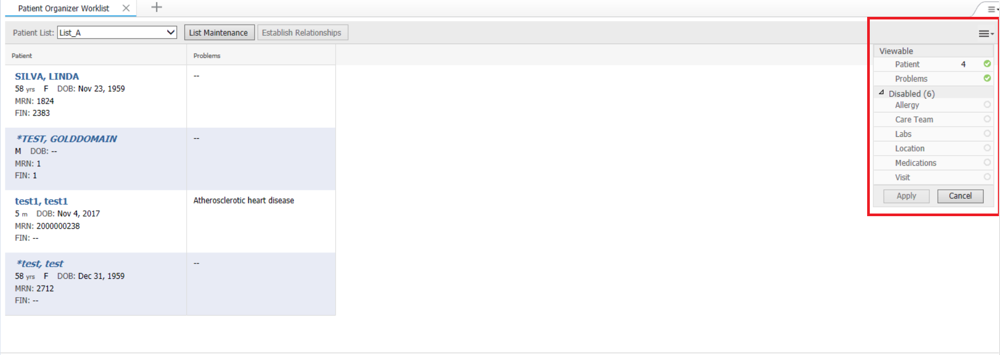 Patient Organizer Worklist
Patient List: List_A List Maintenance Establish Relationships
Patient Problems
SILVA, LINDA --
58 yrs F DOB: Nov 23, 1959
MRN: 1824
FIN: 2383
*TEST, GOLDDOMAIN --
M DOB: --
MRN: 1
FIN: 1
test1, test1 Atherosclerotic heart disease
5 m DOB: Nov 4, 2017
MRN: 2000000238
FIN: --
*test, test --
58 yrs F DOB: Dec 31, 1959
MRN: 2712
FIN: --
Viewable
Patient 4
Problems
Disabled (6)
Allergy
Care Team
Labs
Location
Medications
Visit
Apply Cancel